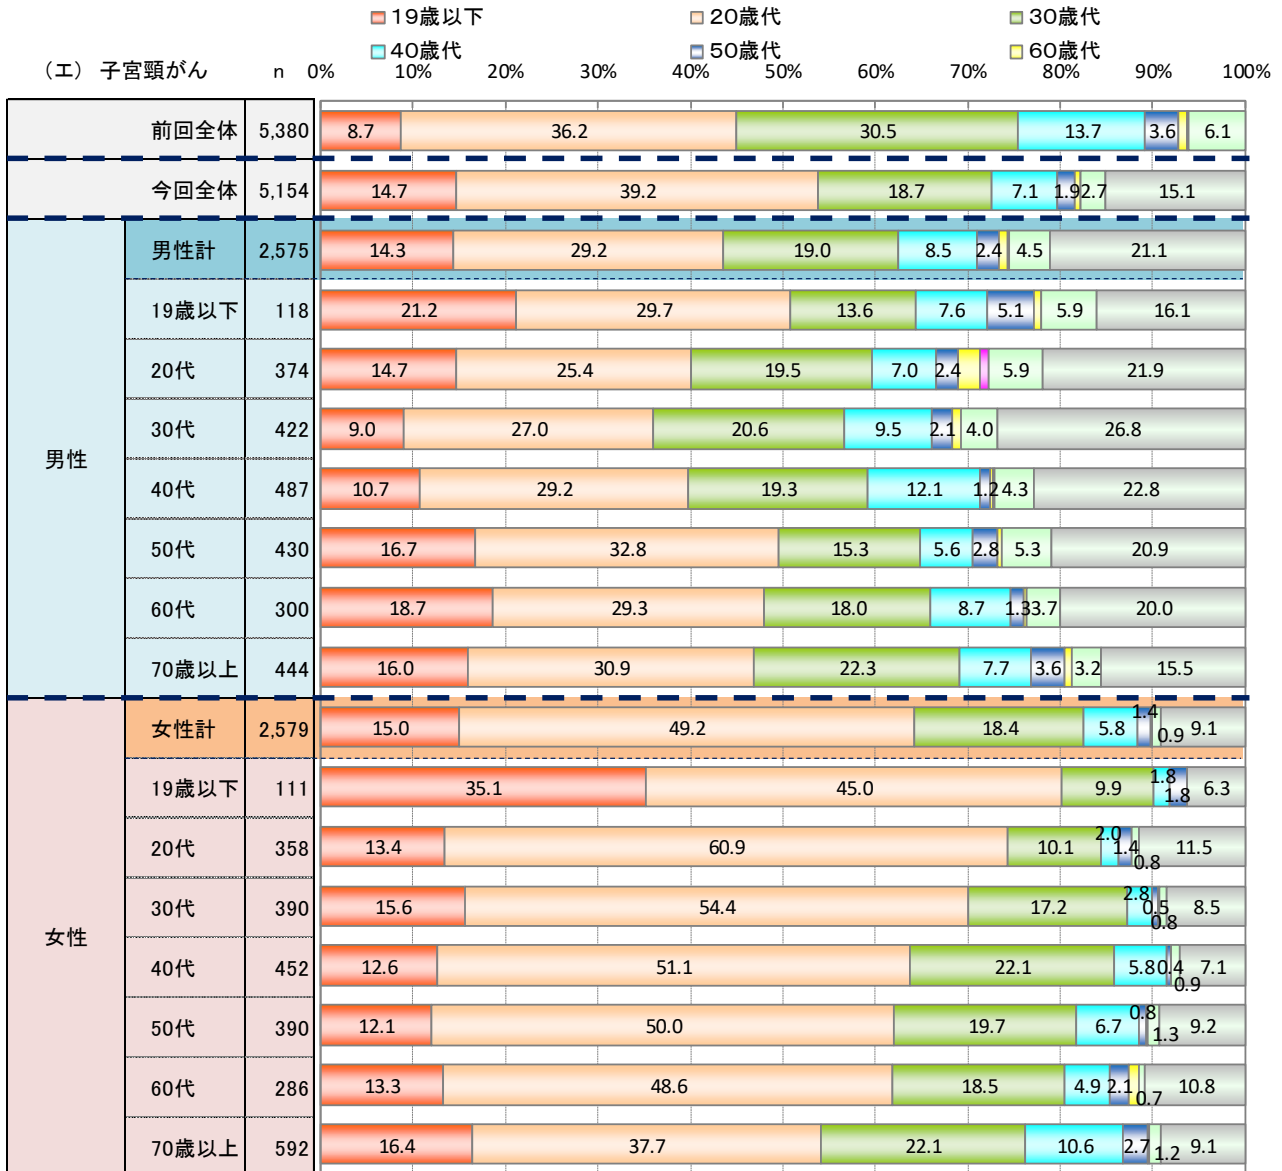 19歳以下 20歳代 30歳代
40歳代 50歳代 60歳代
（エ） 子宮頸がん n 0% 10% 20% 30% 40% 50% 60% 70% 80% 90% 100%
前回全体 5,380 8.7 36.2 30.5 13.7 3.6 6.1
今回全体 5,154 14.7 39.2 18.7 7.1 1.9 2.7 15.1
男性計 2,575 14.3 29.2 19.0 8.5 2.4 4.5 21.1
19歳以下 118 21.2 29.7 13.6 7.6 5.1 5.9 16.1
20代 374 14.7 25.4 19.5 7.0 2.4 5.9 21.9
30代 422 9.0 27.0 20.6 9.5 2.1 4.0 26.8
男性
40代 487 10.7 29.2 19.3 12.1 1.2 4.3 22.8
50代 430 16.7 32.8 15.3 5.6 2.8 5.3 20.9
60代 300 18.7 29.3 18.0 8.7 1.3 3.7 20.0
70歳以上 444 16.0 30.9 22.3 7.7 3.6 3.2 15.5
女性計 2,579 15.0 49.2 18.4 5.8 1.4 0.9 9.1
19歳以下 111 35.1 45.0 9.9 1.8 1.8 6.3
20代 358 13.4 60.9 10.1 2.0 1.4 0.8 11.5
30代 390 15.6 54.4 17.2 2.8 0.5 0.8 8.5
女性
40代 452 12.6 51.1 22.1 5.8 0.4 0.9 7.1
50代 390 12.1 50.0 19.7 6.7 0.8 1.3 9.2
60代 286 13.3 48.6 18.5 4.9 2.1 0.7 10.8
70歳以上 592 16.4 37.7 22.1 10.6 2.7 1.2 9.1